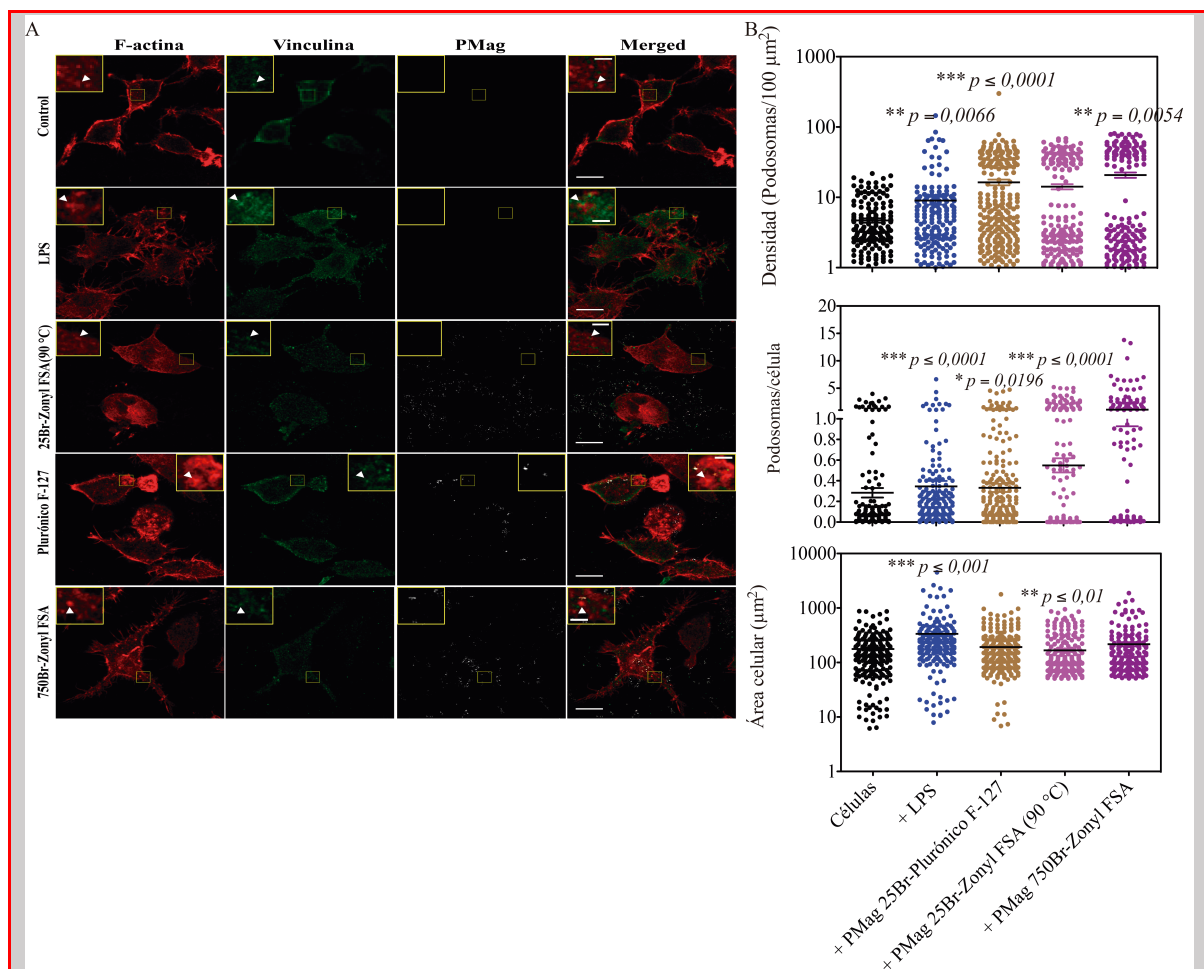 A
F-actina Vinculina PMag Merged
Control
LPS
25Br-Zonyl FSA(90 °C)
Plurónico F-127
750Br-Zonyl FSA
B
Densidad (Podosomas/100 µm²)
1000
100
10
1
*** p ≤ 0,0001
** p = 0,0066
** p = 0,0054
Podosomas/célula
20
15
10
5
1.0
0.8
0.6
0.4
0.2
0.0
*** p ≤ 0,0001
*** p ≤ 0,0001
* p = 0,0196
Área celular (µm²)
10000
1000
100
10
1
*** p ≤ 0,001
** p ≤ 0,01
Células
+ LPS
+ PMag 25Br-Plurónico F-127
+ PMag 25Br-Zonyl FSA (90 °C)
+ PMag 750Br-Zonyl FSA